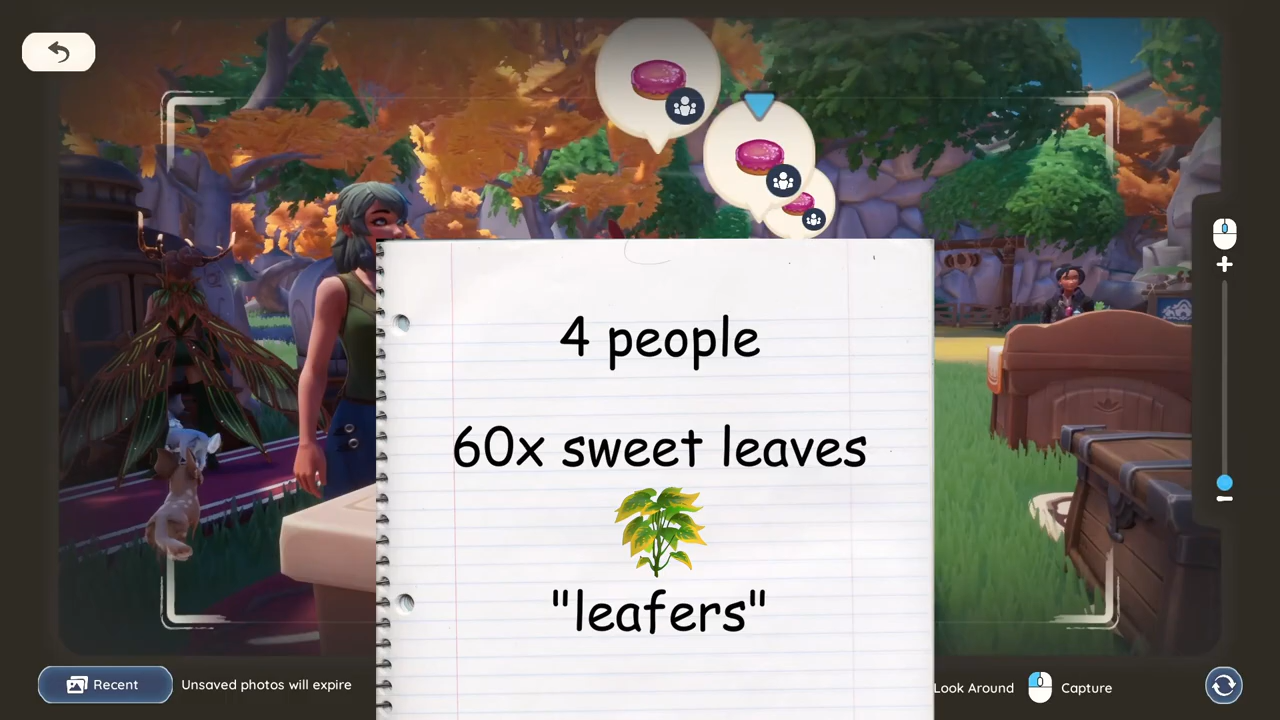 4 people
60x sweet leaves
"leafers"
Recent
Unsaved photos will expire
Look Around
Capture